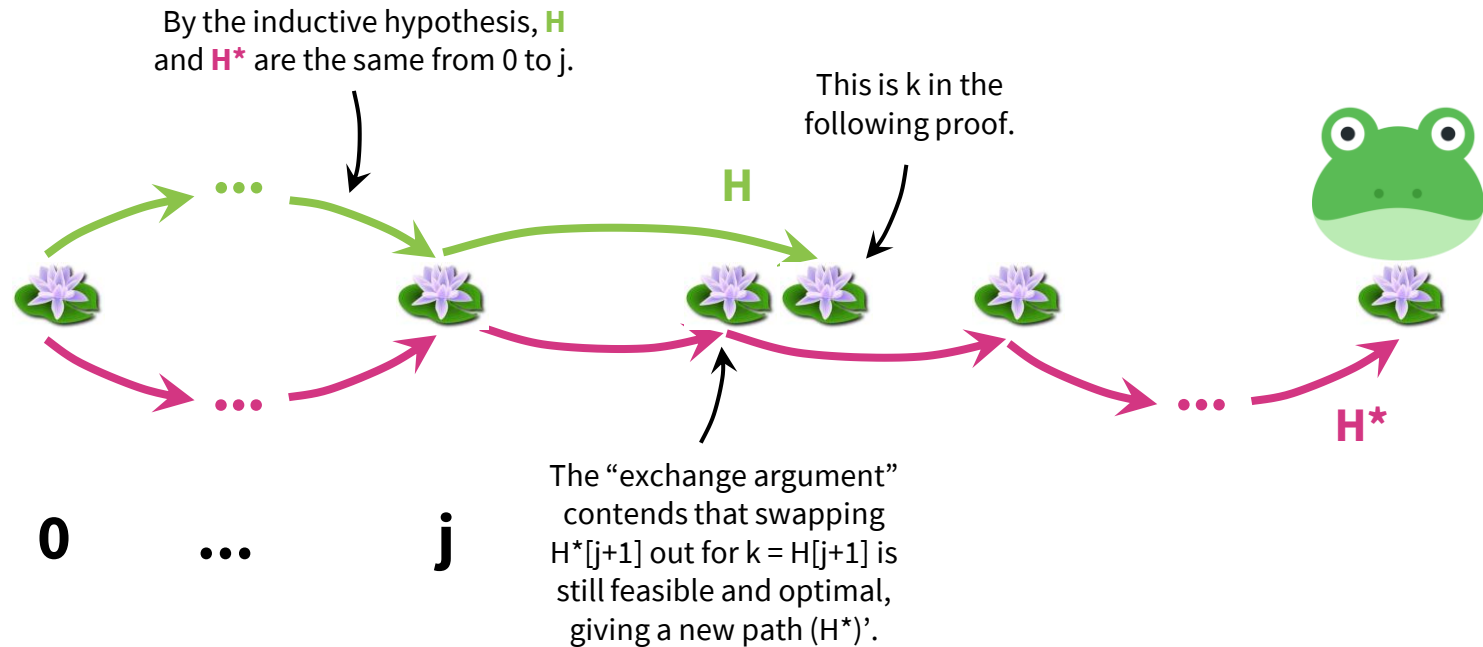 By the inductive hypothesis, H
and H* are the same from 0 to j.
This is k in the
following proof.
...
H
...
...
H*
The “exchange argument”
contends that swapping
H*[j+1] out for k = H[j+1] is
still feasible and optimal,
giving a new path (H*)’.
0 ... j